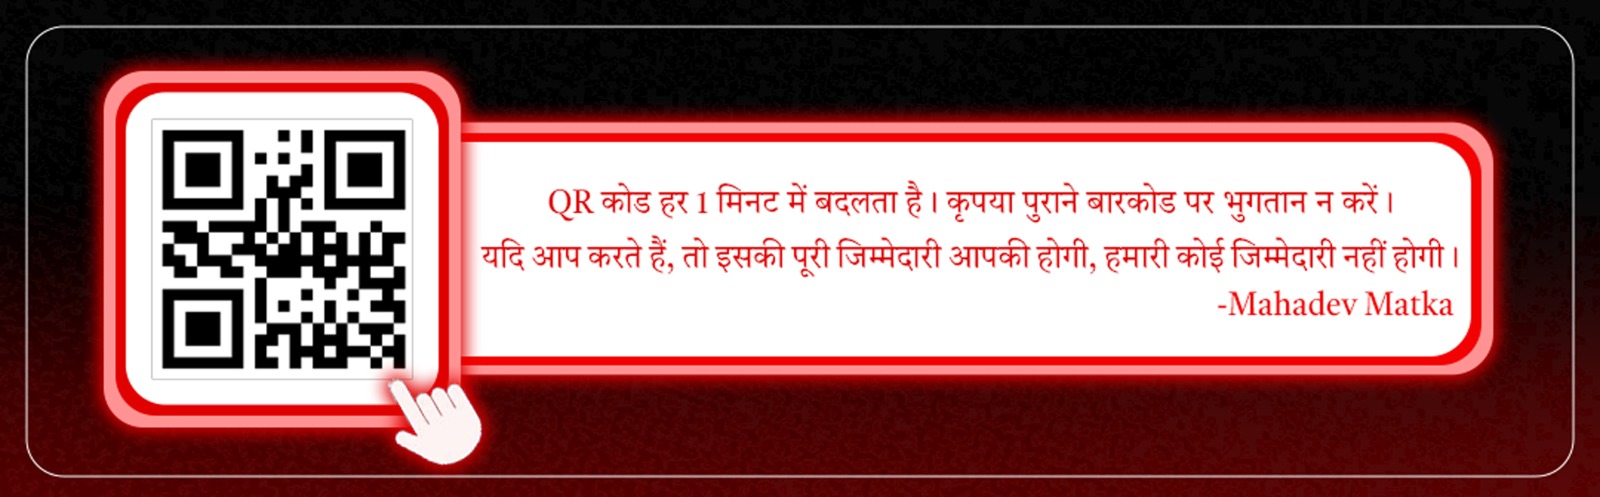 QR कोड हर 1 मिनट में बदलता है। कृपया पुराने बारकोड पर भुगतान न करें।
यदि आप करते हैं, तो इसकी पूरी जिम्मेदारी आपकी होगी, हमारी कोई जिम्मेदारी नहीं होगी।
-Mahadev Matka